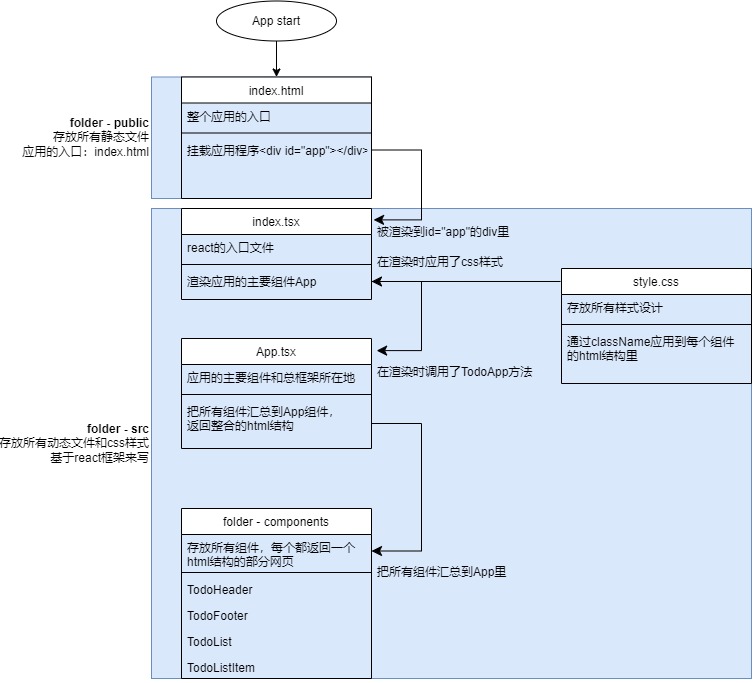 App start
folder - public
存放所有静态文件
应用的入口：index.html
index.html
整个应用的入口
挂载应用程序<div id="app"></div>
index.tsx
react的入口文件
渲染应用的主要组件App
被渲染到id="app"的div里
在渲染时应用了css样式
style.css
存放所有样式设计
通过className应用到每个组件
的html结构里
App.tsx
应用的主要组件和总框架所在地
把所有组件汇总到App组件，
返回整合的html结构
在渲染时调用了TodoApp方法
folder - src
存放所有动态文件和css样式
基于react框架来写
folder - components
存放所有组件，每个都返回一个
html结构的部分网页
TodoHeader
TodoFooter
TodoList
TodoListItem
把所有组件汇总到App里